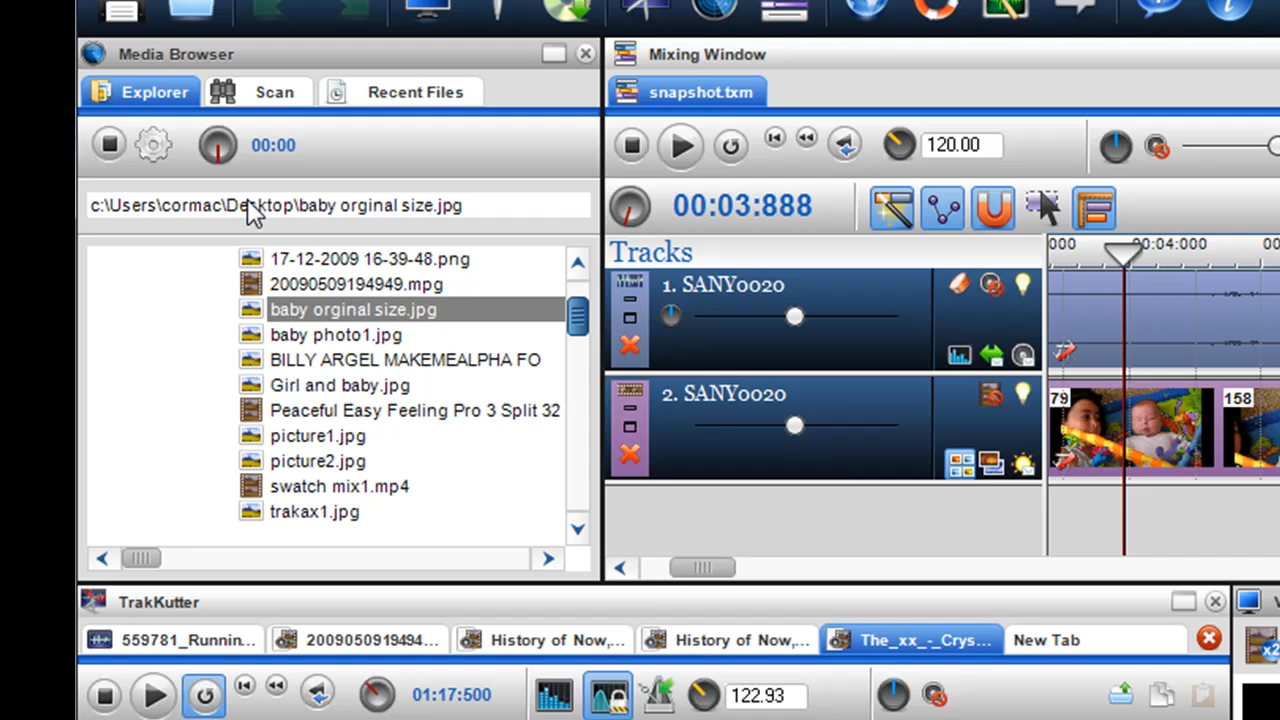 Media Browser
Mixing Window
Explorer
Scan
Recent Files
snapshot.txm
00:00
120.00
c:\Users\cormac\Desktop\baby orginal size.jpg
00:03:888
17-12-2009 16-39-48.png
20090509194949.mpg
baby orginal size.jpg
baby photo1.jpg
BILLY ARGEL MAKEMEALPHA FO
Girl and baby.jpg
Peaceful Easy Feeling Pro 3 Split 32
picture1.jpg
picture2.jpg
swatch mix1.mp4
trakax1.jpg
Tracks
000
00:04:000
00
1. SANY0020
2. SANY0020
79
158
TrakKutter
559781_Runnin...
2009050919494...
History of Now,...
History of Now,...
The_xx_-_Crys...
New Tab
01:17:500
122.93
x2